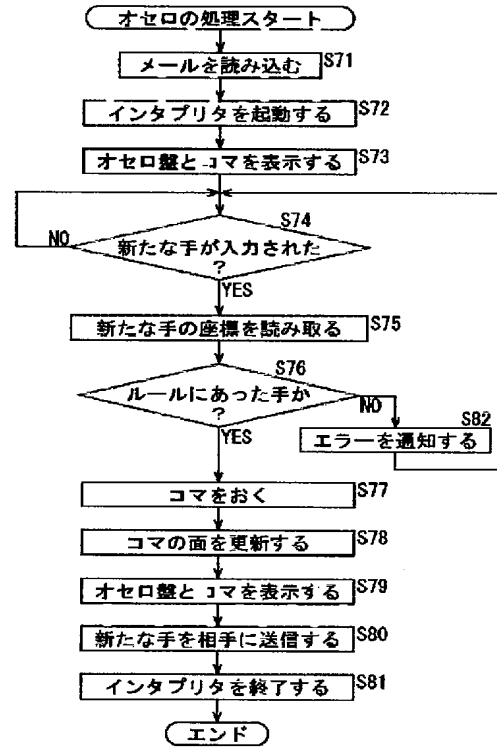 オセロの処理スタート
メールを読み込む S71
インタプリタを起動する S72
オセロ盤とコマを表示する S73
S74
NO 新たな手が入力された
?
YES
新たな手の座標を読み取る S75
S76
ルールにあった手か
?
NO
YES
S82
エラーを通知する
コマをおく S77
コマの面を更新する S78
オセロ盤とコマを表示する S79
新たな手を相手に送信する S80
インタプリタを終了する S81
エンド